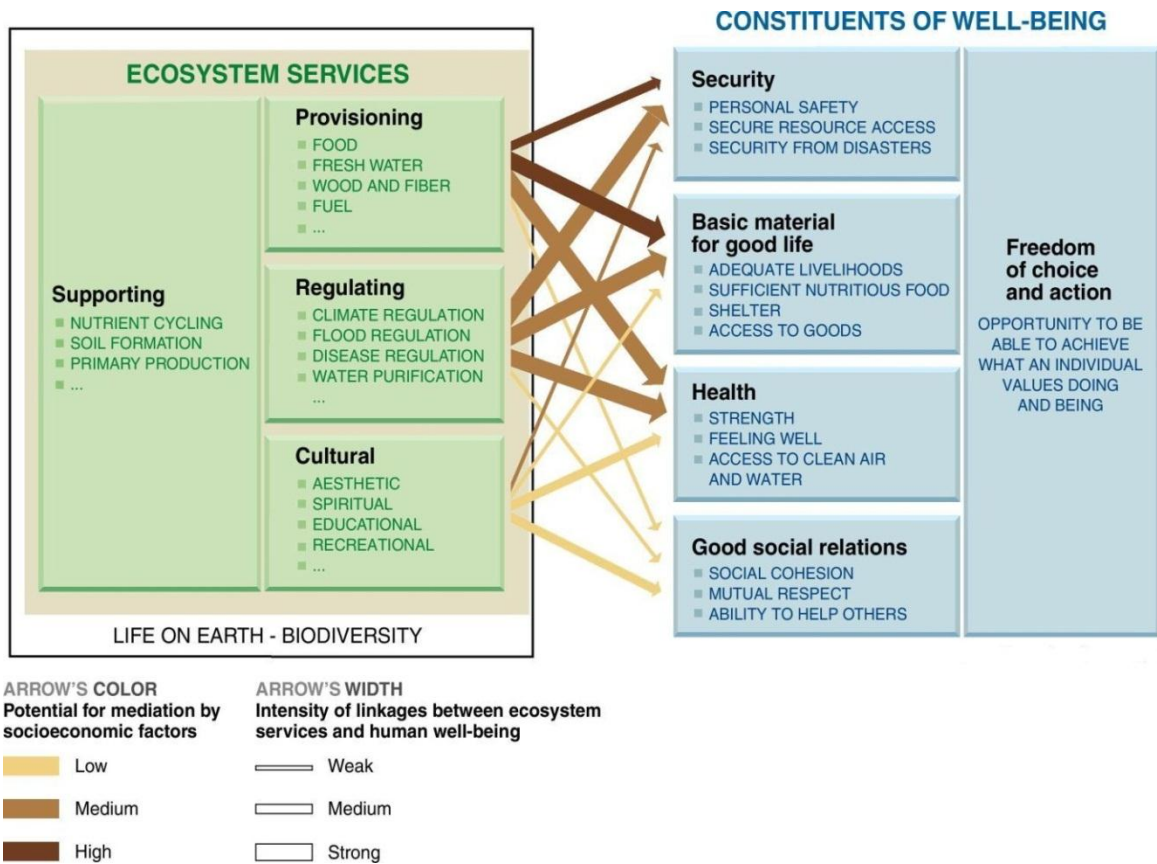 CONSTITUENTS OF WELL-BEING
ECOSYSTEM SERVICES
Supporting
NUTRIENT CYCLING
SOIL FORMATION
PRIMARY PRODUCTION
...
Provisioning
FOOD
FRESH WATER
WOOD AND FIBER
FUEL
...
Regulating
CLIMATE REGULATION
FLOOD REGULATION
DISEASE REGULATION
WATER PURIFICATION
...
Cultural
AESTHETIC
SPIRITUAL
EDUCATIONAL
RECREATIONAL
...
LIFE ON EARTH - BIODIVERSITY
Security
PERSONAL SAFETY
SECURE RESOURCE ACCESS
SECURITY FROM DISASTERS
Basic material
for good life
ADEQUATE LIVELIHOODS
SUFFICIENT NUTRITIOUS FOOD
SHELTER
ACCESS TO GOODS
Health
STRENGTH
FEELING WELL
ACCESS TO CLEAN AIR
AND WATER
Good social relations
SOCIAL COHESION
MUTUAL RESPECT
ABILITY TO HELP OTHERS
Freedom
of choice
and action
OPPORTUNITY TO BE
ABLE TO ACHIEVE
WHAT AN INDIVIDUAL
VALUES DOING
AND BEING
ARROW'S COLOR
Potential for mediation by
socioeconomic factors
Low
Medium
High
ARROW'S WIDTH
Intensity of linkages between ecosystem
services and human well-being
Weak
Medium
Strong